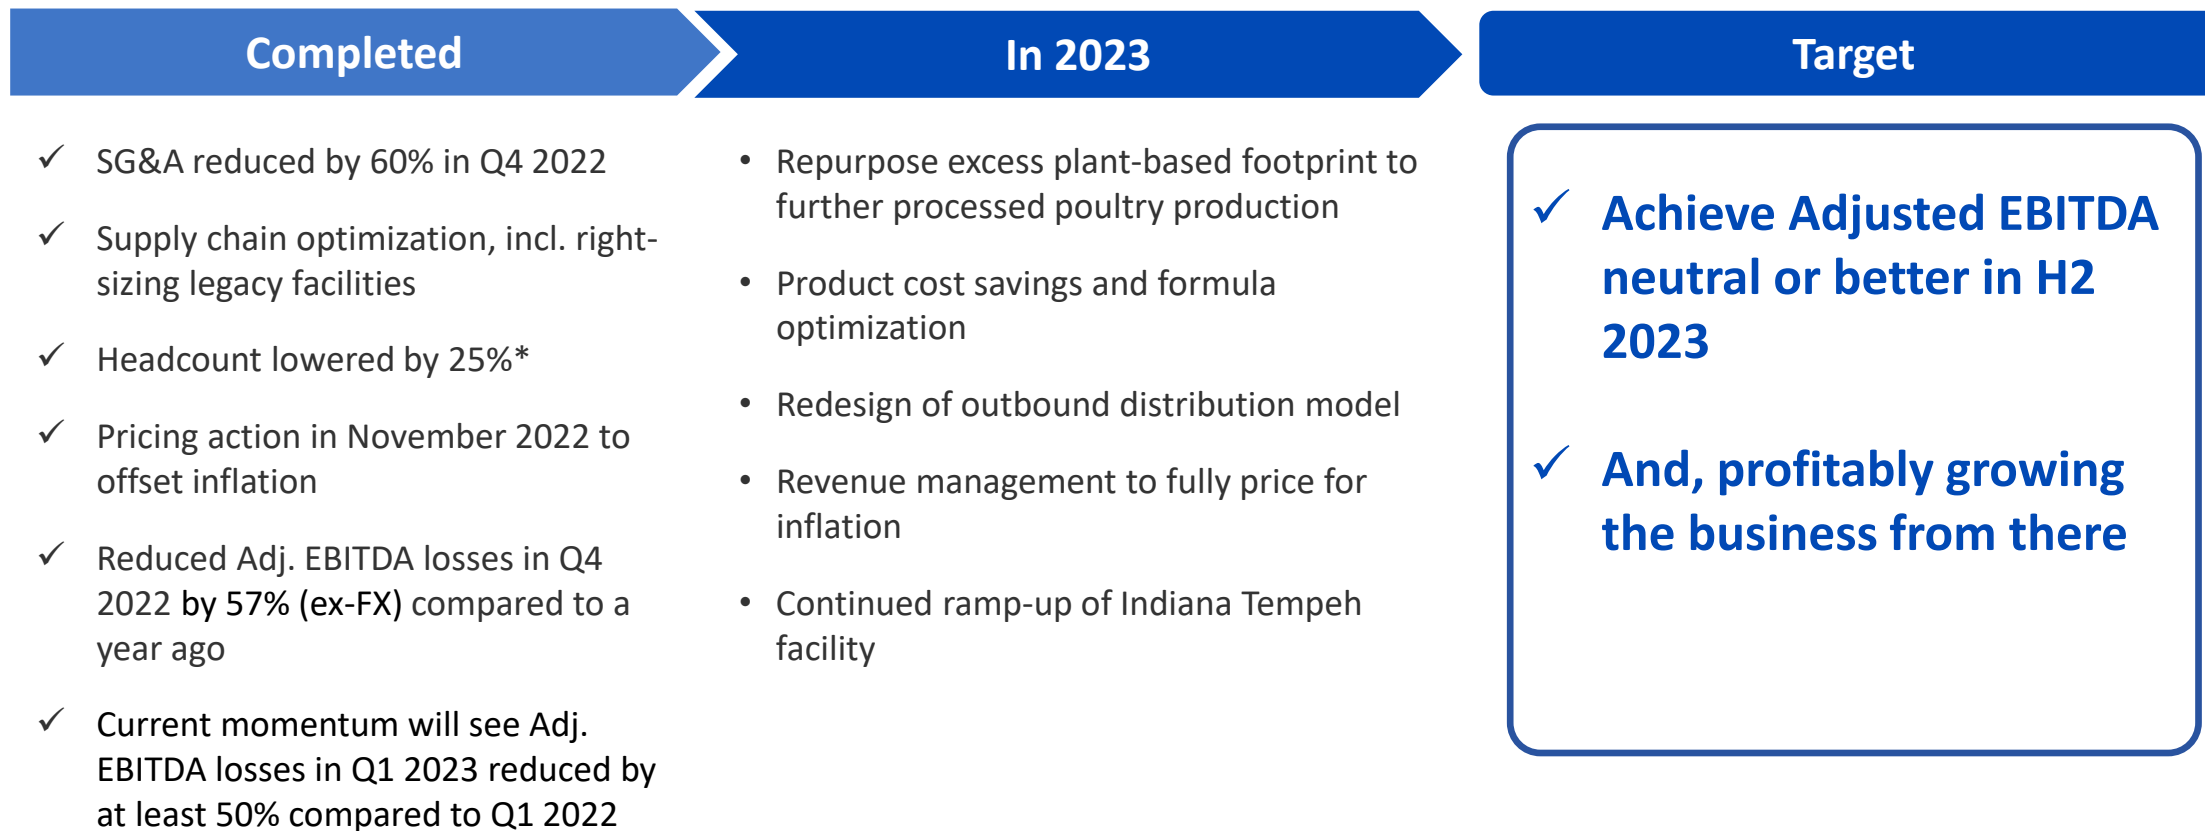 Completed
In 2023
Target
✓ SG&A reduced by 60% in Q4 2022
✓ Supply chain optimization, incl. right-
sizing legacy facilities
✓ Headcount lowered by 25%*
✓ Pricing action in November 2022 to
offset inflation
✓ Reduced Adj. EBITDA losses in Q4
2022 by 57% (ex-FX) compared to a
year ago
✓ Current momentum will see Adj.
EBITDA losses in Q1 2023 reduced by
at least 50% compared to Q1 2022
• Repurpose excess plant-based footprint to
further processed poultry production
• Product cost savings and formula
optimization
• Redesign of outbound distribution model
• Revenue management to fully price for
inflation
• Continued ramp-up of Indiana Tempeh
facility
✓ Achieve Adjusted EBITDA
neutral or better in H2
2023
✓ And, profitably growing
the business from there